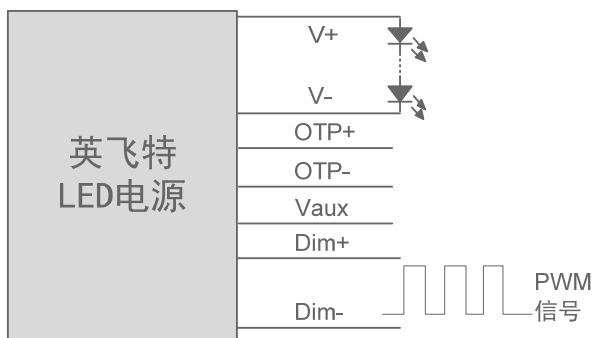 V+
V-
英飞特
LED电源
OTP+
OTP-
Vaux
Dim+
Dim-
PWM
信号